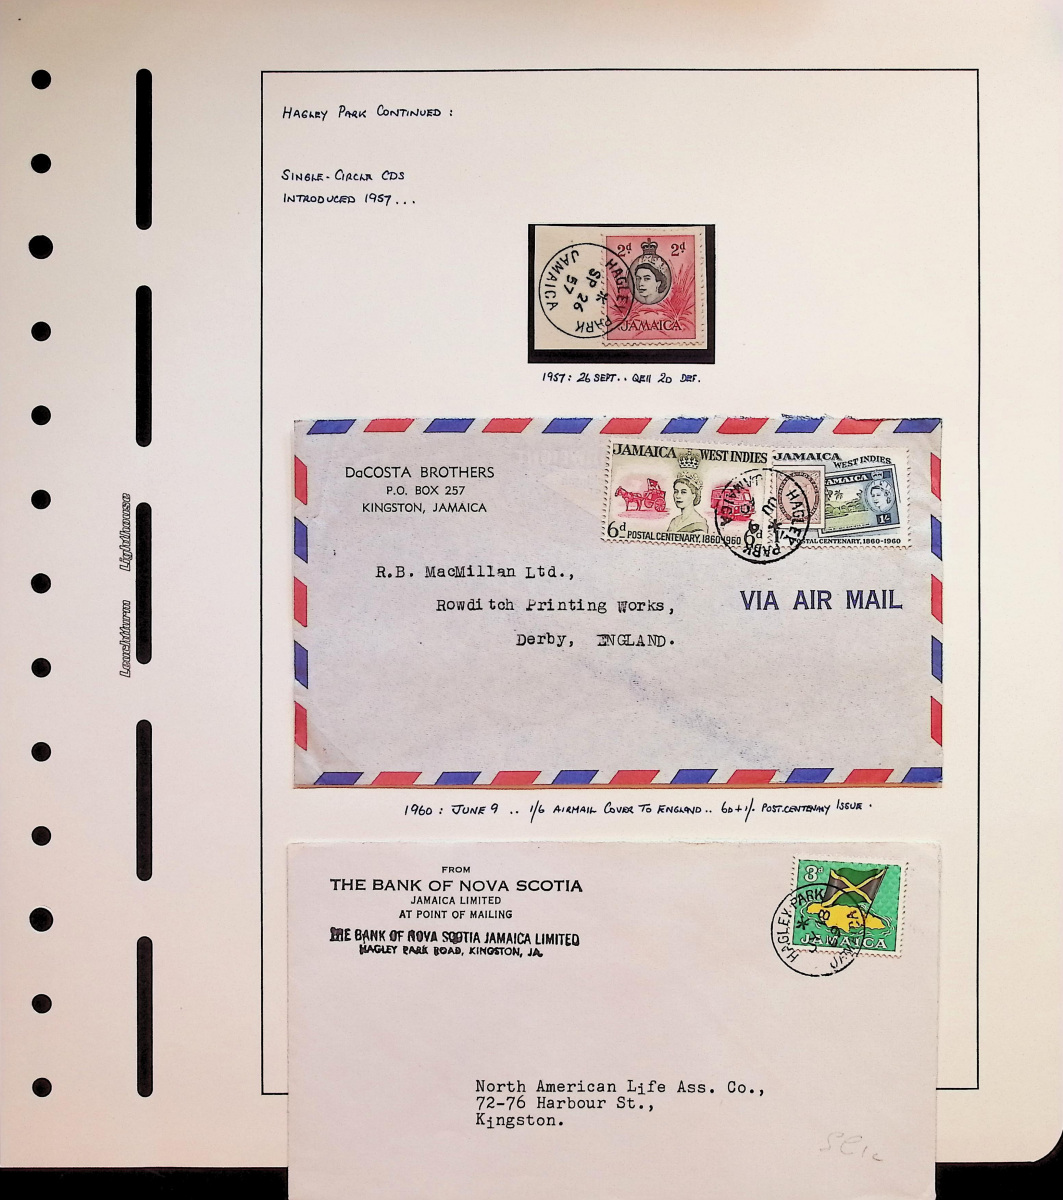 HAGLEY PARK CONTINUED :
SINGLE-CIRCLR CDS
INTRODUCED 1957...
HAGLEY PARK
*
SP 26
57
JAMAICA
2d 2d
JAMAICA
1957: 26 SEPT.. QEII 2D DEF.
DaCOSTA BROTHERS
P.O. BOX 257
KINGSTON, JAMAICA
JAMAICA WEST INDIES
6d POSTAL CENTENARY. 1860-1960 6d
JAMAICA
WEST INDIES.
JAMAICA
1/-
POSTAL CENTENARY, 1860-1960
HAGLEY PARK
*
JAMAICA
R.B. MacMillan Ltd.,
Rowditch Printing Works,
Derby, ENGLAND.
VIA AIR MAIL
1960 : JUNE 9 .. 1/6 AIRMAIL COVER TO ENGLAND.. 6D+1/- POST.CENTENARY ISSUE .
FROM
THE BANK OF NOVA SCOTIA
JAMAICA LIMITED
AT POINT OF MAILING
THE BANK OF NOVA SCOTIA JAMAICA LIMITED
HAGLEY PARK ROAD, KINGSTON, JA.
3d
JAMAICA
HAGLEY PARK
*
JAMAICA
North American Life Ass. Co.,
72-76 Harbour St.,
Kingston.
Leuchtturm Lighthouse